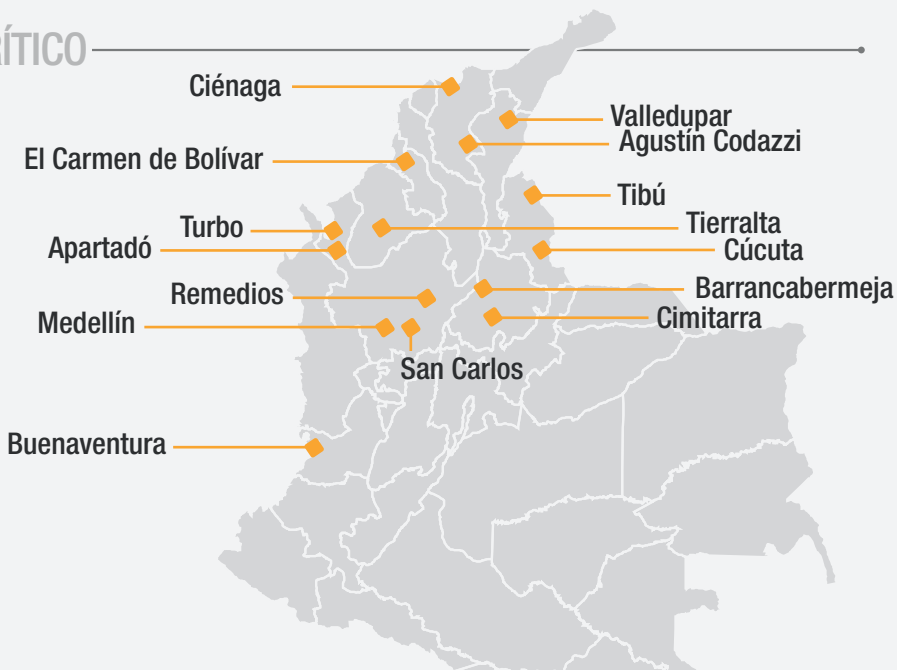 RÍTICO
Ciénaga
Valledupar
Agustín Codazzi
El Carmen de Bolívar
Tibú
Turbo
Tierralta
Apartadó
Cúcuta
Remedios
Barrancabermeja
Medellín
Cimitarra
San Carlos
Buenaventura